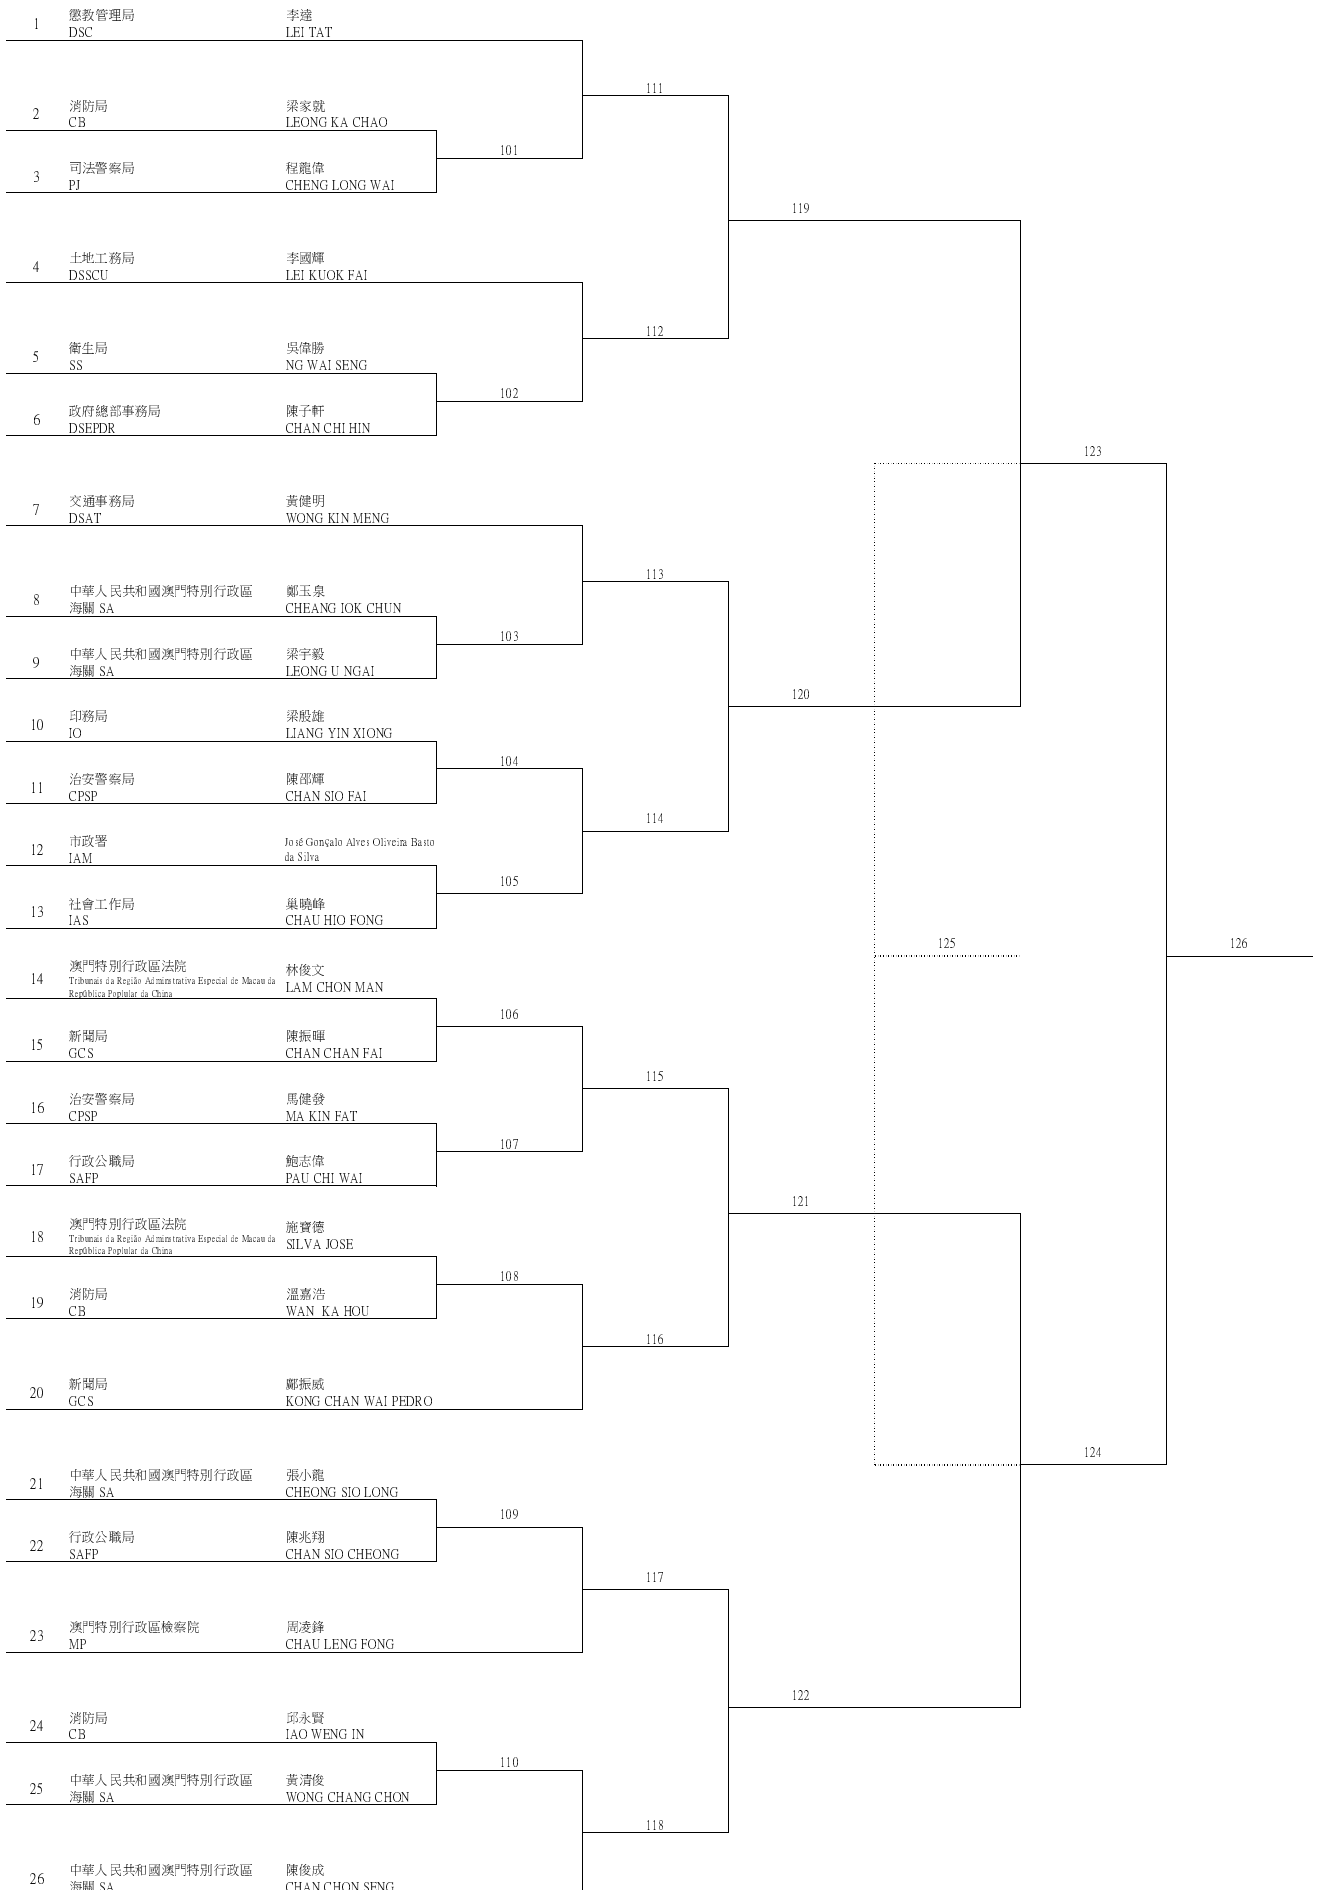 1 懲教管理局 李達
DSC LEI TAT
111
2 消防局 梁家就
CB LEONG KA CHAO
101
3 司法警察局 程龍偉
PJ CHENG LONG WAI
119
4 土地工務局 李國輝
DSSCU LEI KUOK FAI
112
5 衛生局 吳偉勝
SS NG WAI SENG
102
6 政府總部事務局 陳子軒
DSEPDR CHAN CHI HIN
123
7 交通事務局 黃健明
DSAT WONG KIN MENG
113
8 中華人民共和國澳門特別行政區 鄭玉泉
海關 SA CHEANG IOK CHUN
103
9 中華人民共和國澳門特別行政區 梁宇毅
海關 SA LEONG U NGAI
120
10 印務局 梁殷雄
IO LIANG YIN XIONG
104
11 治安警察局 陳邵輝
CPSP CHAN SIO FAI
114
12 市政署 José Gonçalo Alves Oliveira Basto
IAM da Silva
105
13 社會工作局 巢曉峰
IAS CHAU HIO FONG
125
126
14 澳門特別行政區法院 林俊文
Tribunais da Região Adminstrativa Especial de Macau da LAM CHON MAN
República Poplular da China
106
15 新聞局 陳振暉
GCS CHAN CHAN FAI
115
16 治安警察局 馬健發
CPSP MA KIN FAT
107
17 行政公職局 鮑志偉
SAFP PAU CHI WAI
121
18 澳門特別行政區法院 施寶德
Tribunais da Região Adminstrativa Especial de Macau da SILVA JOSE
República Poplular da China
108
19 消防局 溫嘉浩
CB WAN KA HOU
116
20 新聞局 鄺振威
GCS KONG CHAN WAI PEDRO
124
21 中華人民共和國澳門特別行政區 張小龍
海關 SA CHEONG SIO LONG
109
22 行政公職局 陳兆翔
SAFP CHAN SIO CHEONG
117
23 澳門特別行政區檢察院 周凌鋒
MP CHAU LENG FONG
122
24 消防局 邱永賢
CB IAO WENG IN
110
25 中華人民共和國澳門特別行政區 黃清俊
海關 SA WONG CHANG CHON
118
26 中華人民共和國澳門特別行政區 陳俊成
海關 SA CHAN CHON SENG